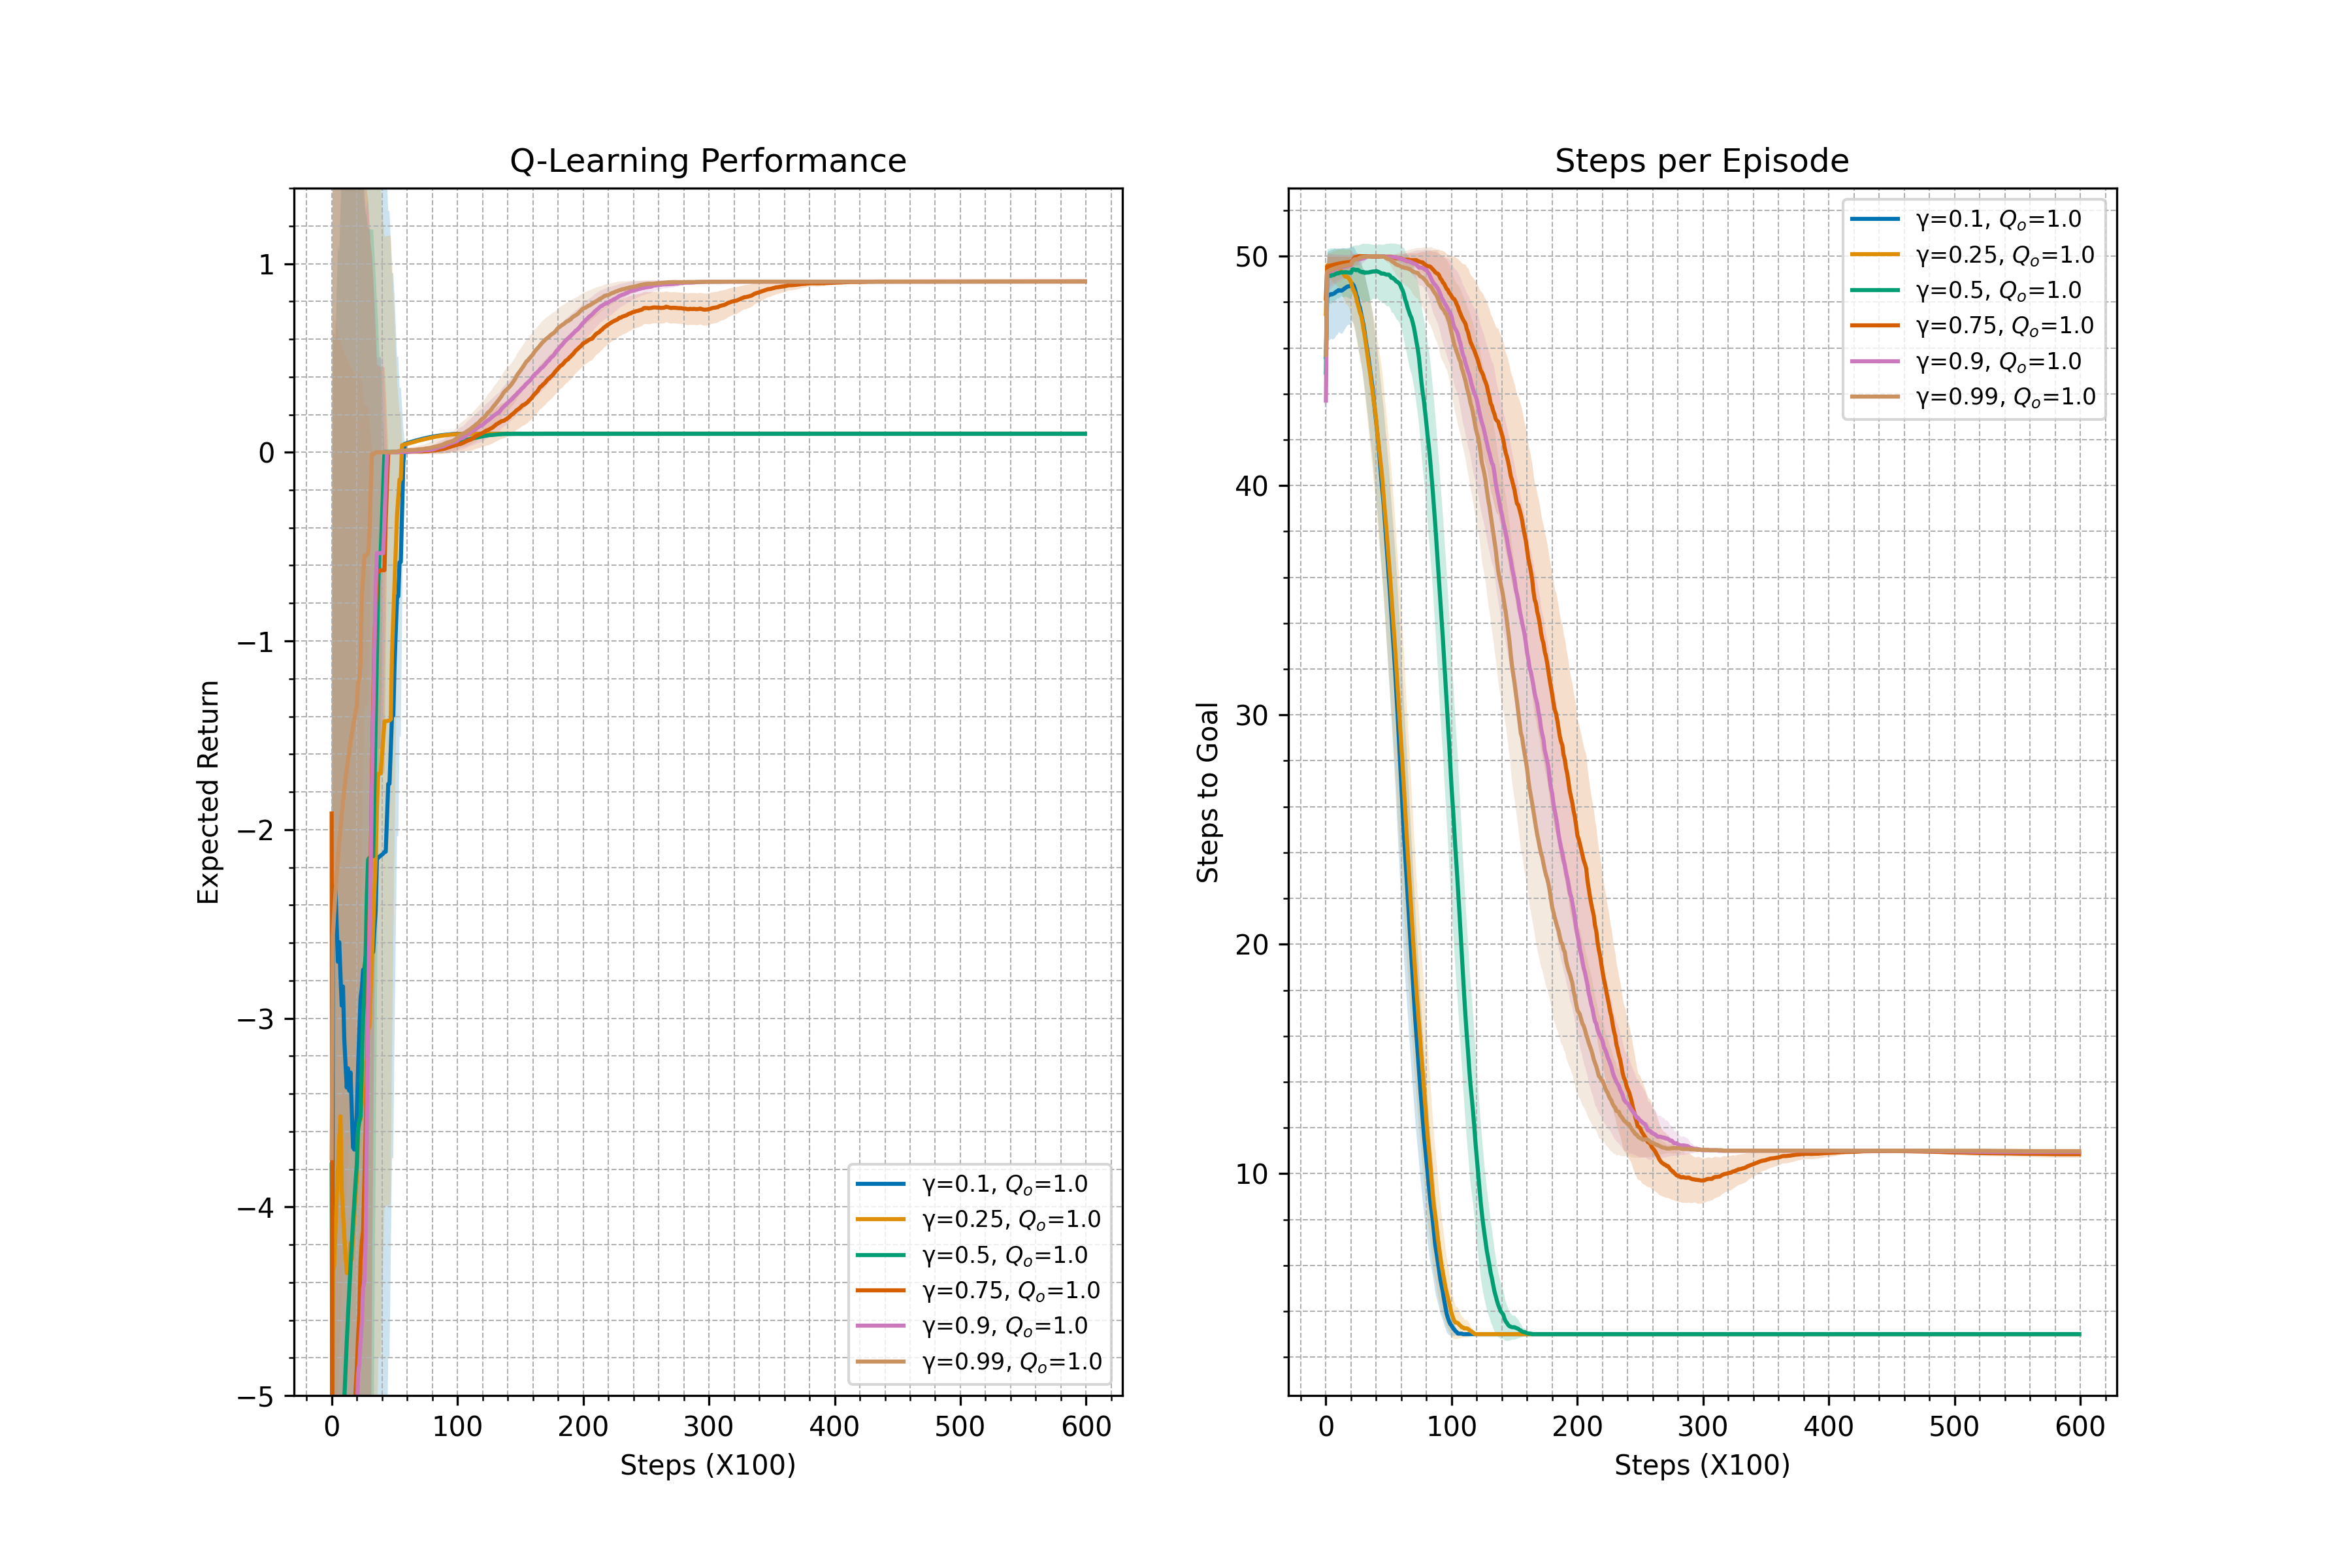 Q-Learning Performance
Expected Return
1
0
−1
−2
−3
−4
−5
0 100 200 300 400 500 600
Steps (X100)
γ=0.1, Qₒ=1.0
γ=0.25, Qₒ=1.0
γ=0.5, Qₒ=1.0
γ=0.75, Qₒ=1.0
γ=0.9, Qₒ=1.0
γ=0.99, Qₒ=1.0
Steps per Episode
Steps to Goal
50
40
30
20
10
0 100 200 300 400 500 600
Steps (X100)
γ=0.1, Qₒ=1.0
γ=0.25, Qₒ=1.0
γ=0.5, Qₒ=1.0
γ=0.75, Qₒ=1.0
γ=0.9, Qₒ=1.0
γ=0.99, Qₒ=1.0